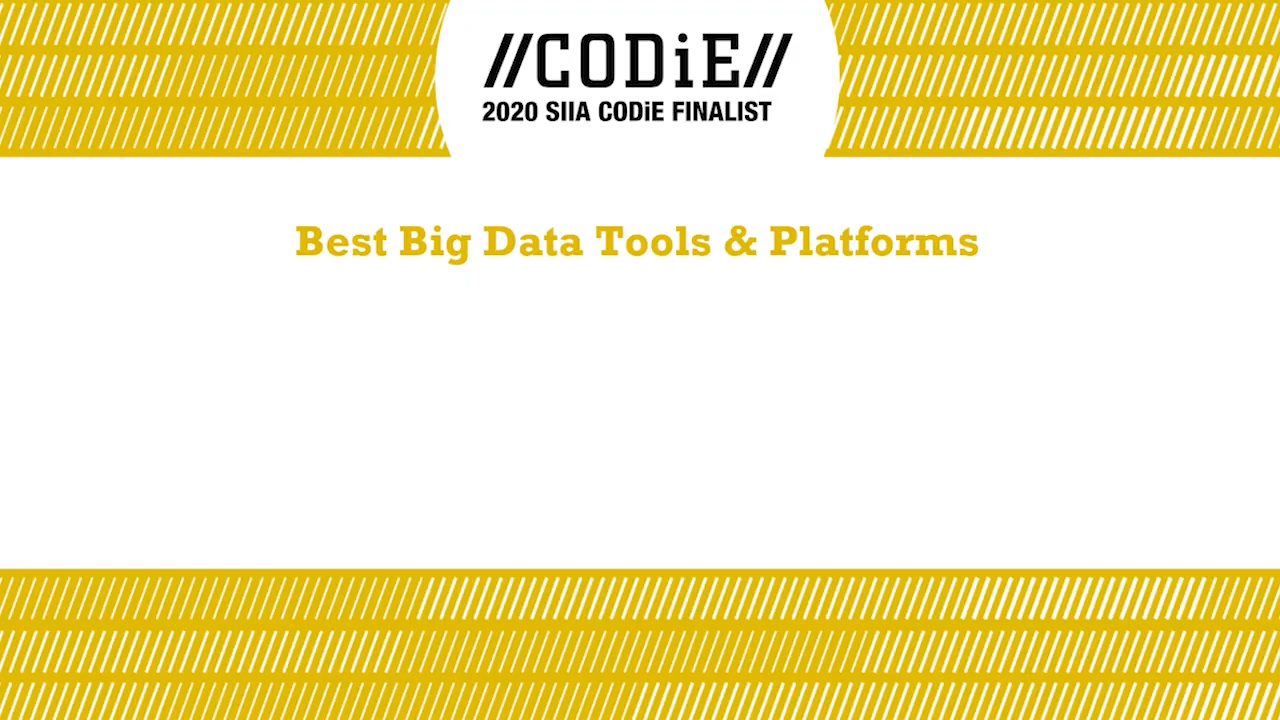 //CODiE//
2020 SIIA CODiE FINALIST
Best Big Data Tools & Platforms